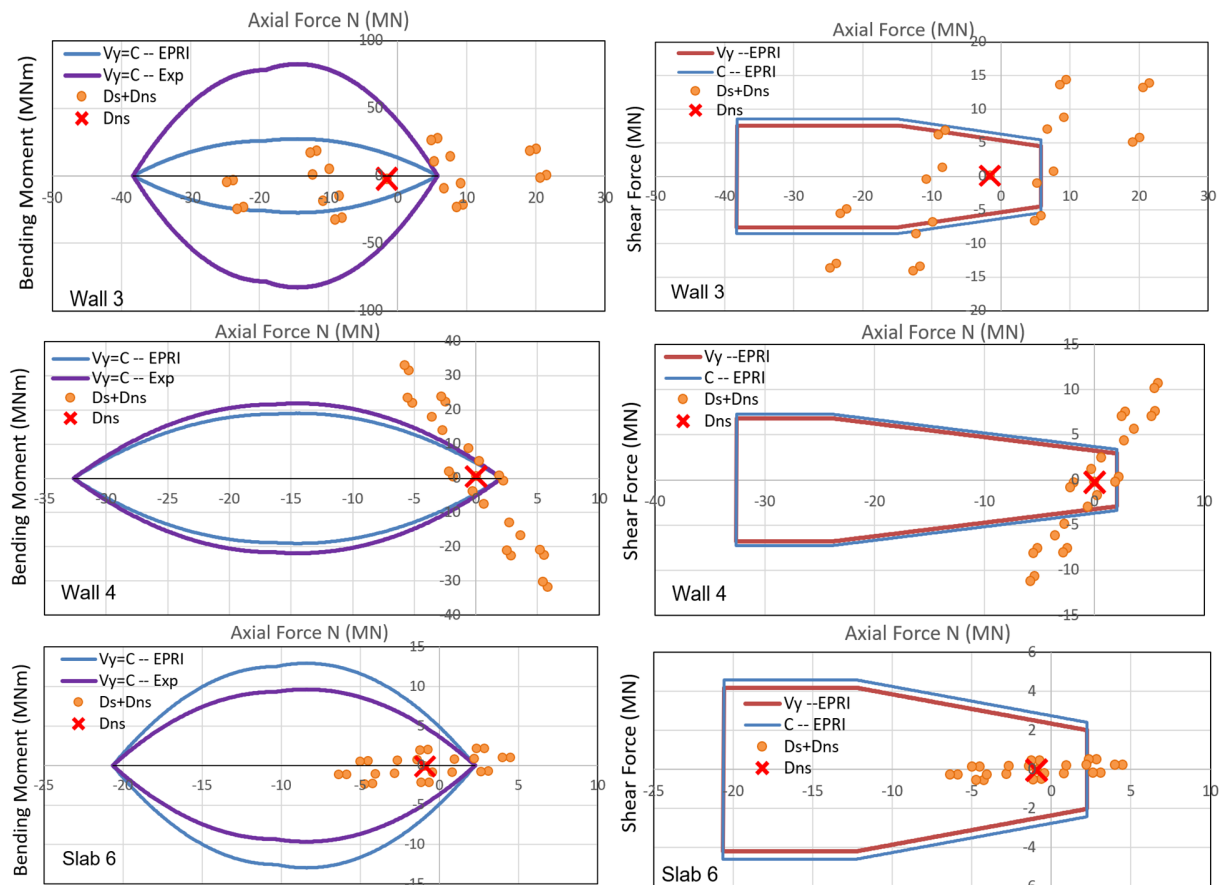 Axial Force N (MN)
Bending Moment (MNm)
Vy=C -- EPRI
Vy=C -- Exp
Ds+Dns
Dns
100
50
0
-50
-100
-40
-30
-20
-10
0
10
20
30
Wall 3
Axial Force (MN)
Shear Force (MN)
Vy --EPRI
C -- EPRI
Ds+Dns
Dns
20
15
10
5
0
-5
-10
-15
20
-50
-40
-30
-20
-10
0
10
20
30
Wall 3
Axial Force N (MN)
Bending Moment (MNm)
Vy=C -- EPRI
Vy=C -- Exp
Ds+Dns
Dns
40
30
20
10
0
-10
-20
-30
-40
-35
-30
-25
-20
-15
-10
-5
0
5
10
Wall 4
Axial Force N (MN)
Shear Force (MN)
Vy --EPRI
C -- EPRI
Ds+Dns
Dns
15
10
5
0
-5
-10
-15
-40
-30
-20
-10
0
10
Wall 4
Axial Force N (MN)
Bending Moment (MNm)
Vy=C -- EPRI
Vy=C -- Exp
Ds+Dns
Dns
15
10
5
0
-5
-10
-15
-25
-20
-15
-10
-5
0
5
10
Slab 6
Axial Force N (MN)
Shear Force (MN)
Vy --EPRI
C -- EPRI
Ds+Dns
Dns
6
4
2
0
-2
-4
-25
-20
-15
-10
-5
0
5
10
Slab 6